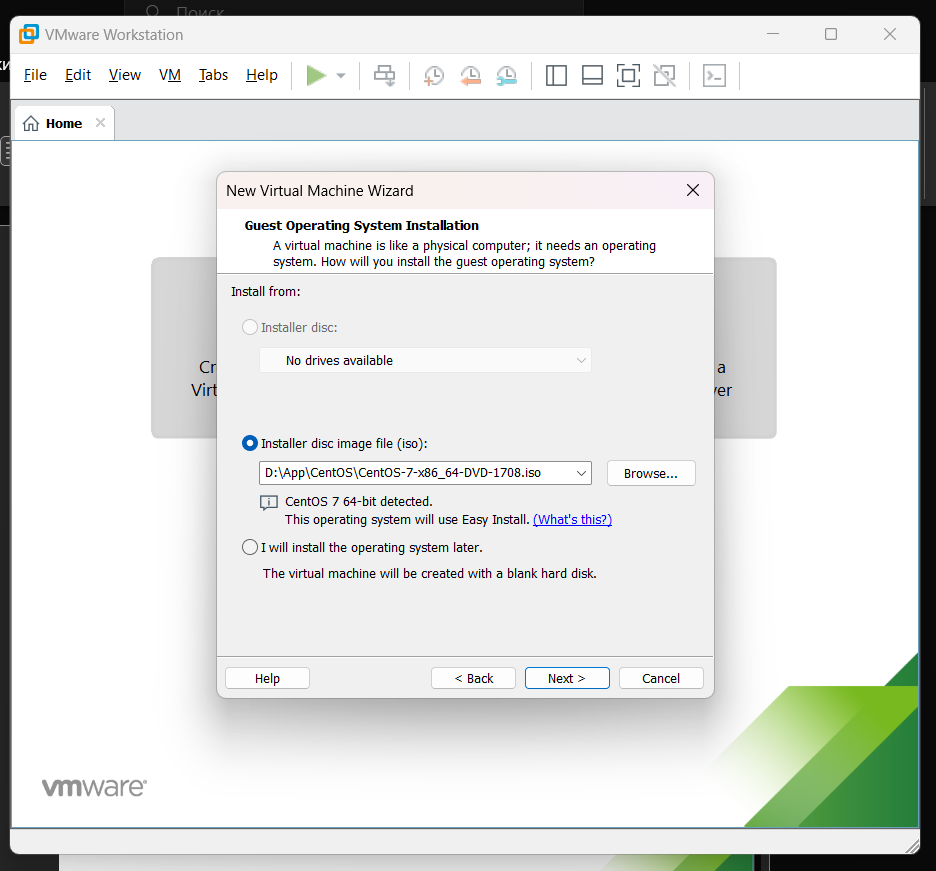 Поиск
VMware Workstation
File Edit View VM Tabs Help
Home
New Virtual Machine Wizard
Guest Operating System Installation
A virtual machine is like a physical computer; it needs an operating
system. How will you install the guest operating system?
Install from:
Installer disc:
No drives available
Cr
a
Virt
ver
Installer disc image file (iso):
D:\App\CentOS\CentOS-7-x86_64-DVD-1708.iso
Browse...
CentOS 7 64-bit detected.
This operating system will use Easy Install. (What's this?)
I will install the operating system later.
The virtual machine will be created with a blank hard disk.
Help
< Back
Next >
Cancel
vmware